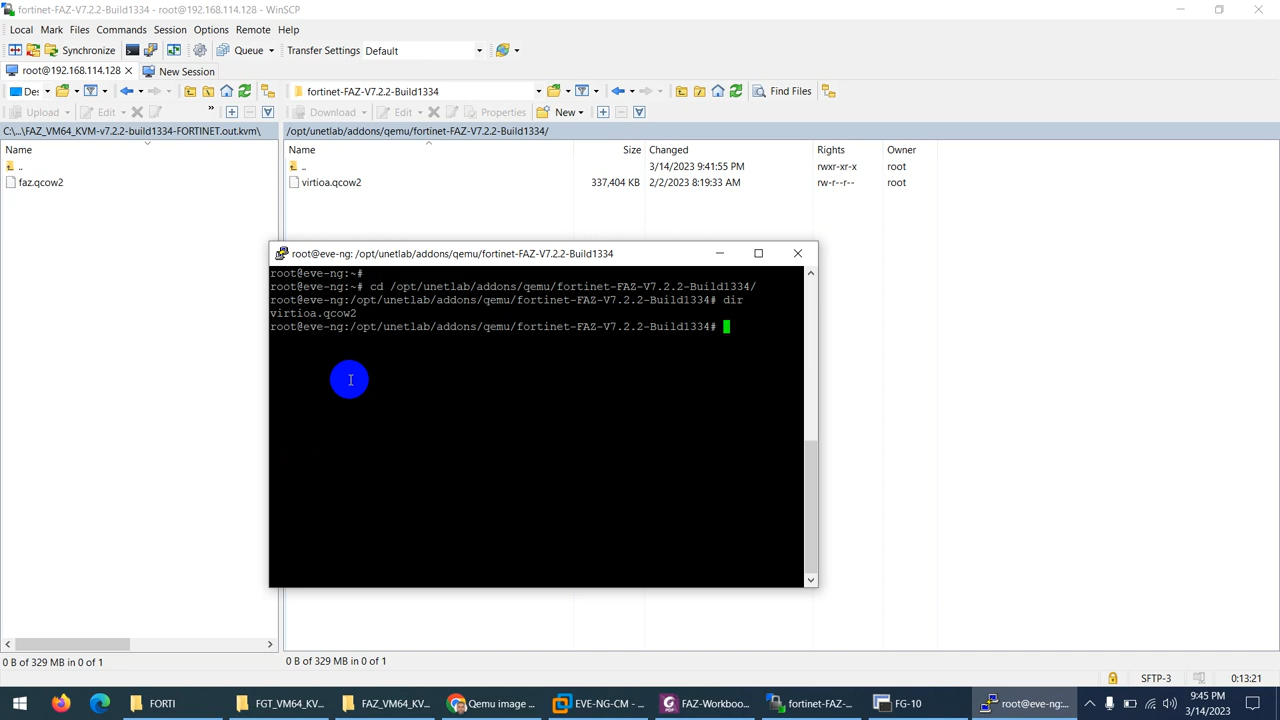 fortinet-FAZ-V7.2.2-Build1334 - root@192.168.114.128 - WinSCP
Local Mark Files Commands Session Options Remote Help
Synchronize Queue Transfer Settings Default
root@192.168.114.128 New Session
De: fortinet-FAZ-V7.2.2-Build1334 Find Files
Upload Edit » Download Edit Properties New
C:\...\FAZ_VM64_KVM-v7.2.2-build1334-FORTINET.out.kvm\ /opt/unetlab/addons/qemu/fortinet-FAZ-V7.2.2-Build1334/
Name Name Size Changed Rights Owner
.. .. 3/14/2023 9:41:55 PM rwxr-xr-x root
faz.qcow2 virtioa.qcow2 337,404 KB 2/2/2023 8:19:33 AM rw-r--r-- root
root@eve-ng: /opt/unetlab/addons/qemu/fortinet-FAZ-V7.2.2-Build1334
root@eve-ng:~#
root@eve-ng:~# cd /opt/unetlab/addons/qemu/fortinet-FAZ-V7.2.2-Build1334/
root@eve-ng:/opt/unetlab/addons/qemu/fortinet-FAZ-V7.2.2-Build1334# dir
virtioa.qcow2
root@eve-ng:/opt/unetlab/addons/qemu/fortinet-FAZ-V7.2.2-Build1334#
0 B of 329 MB in 0 of 1 0 B of 329 MB in 0 of 1
SFTP-3 0:13:21
FORTI FGT_VM64_KV... FAZ_VM64_KV... Qemu image ... EVE-NG-CM - ... FAZ-Workboo... fortinet-FAZ-... FG-10 root@eve-ng:... 9:45 PM
3/14/2023